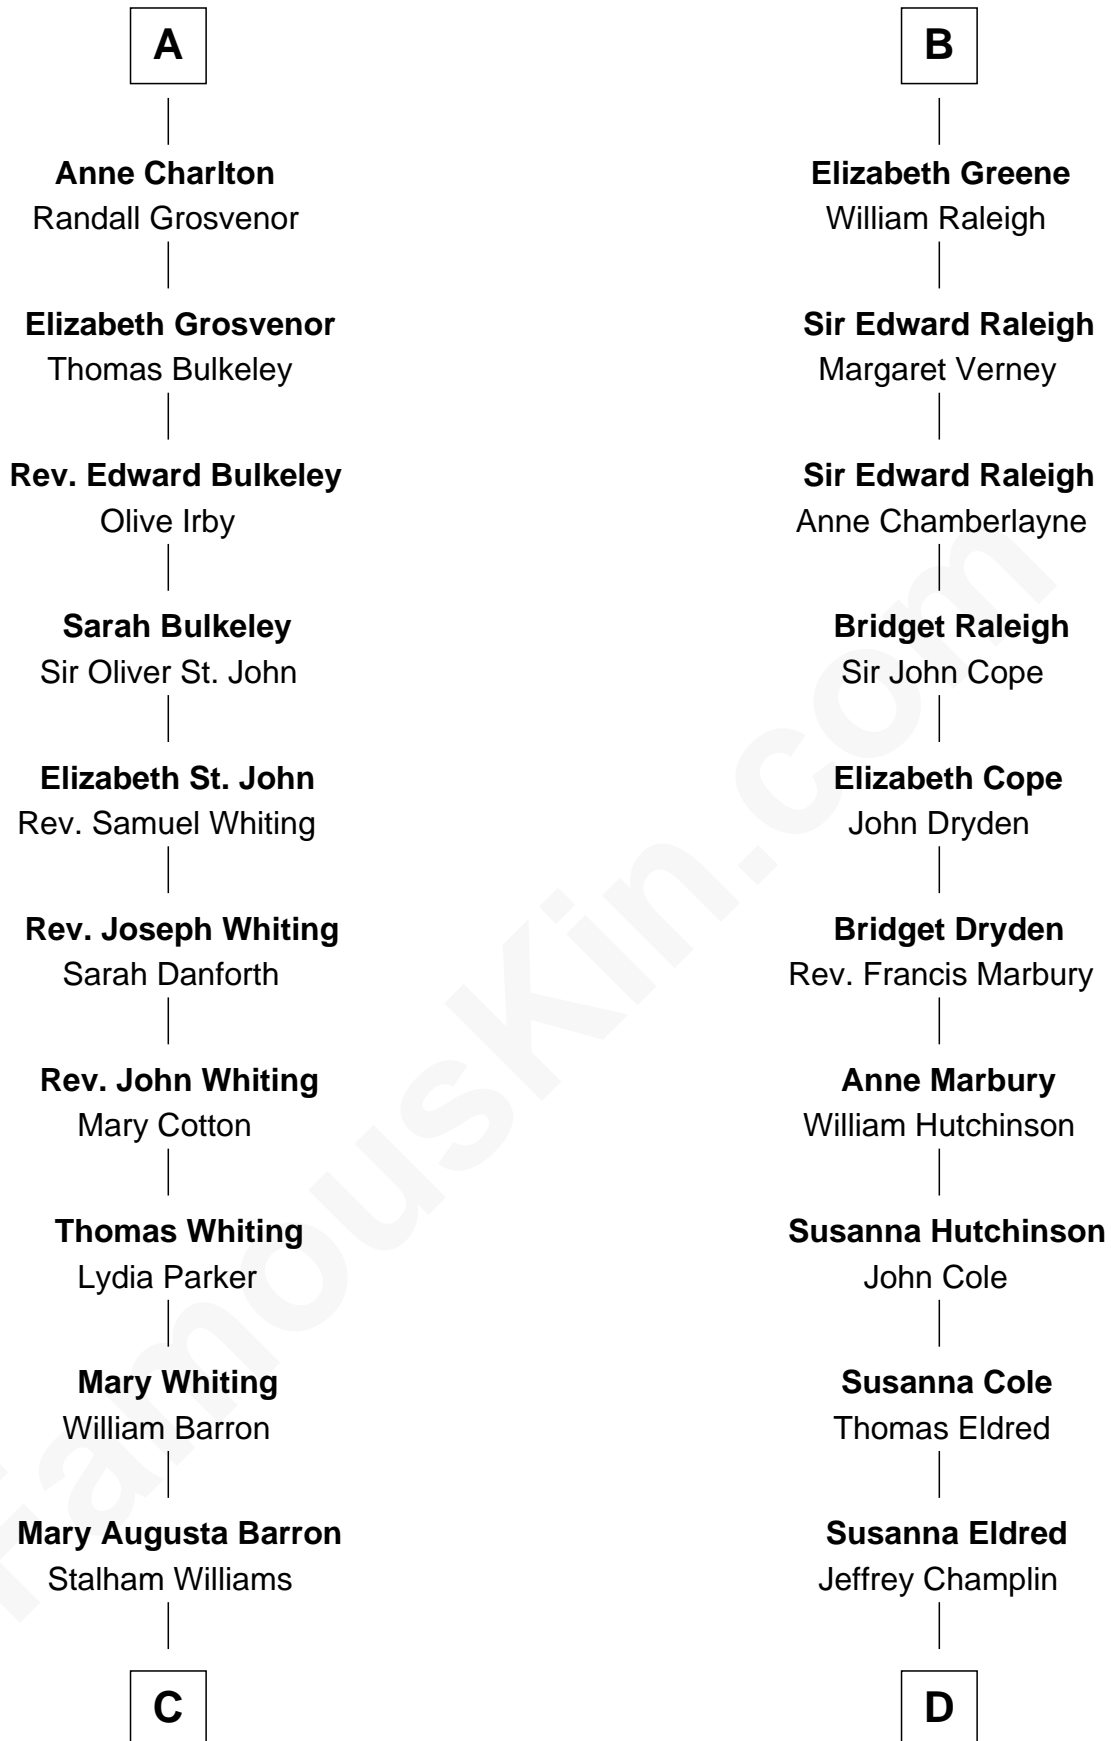 A
Anne Charlton
Randall Grosvenor
Elizabeth Grosvenor
Thomas Bulkeley
Rev. Edward Bulkeley
Olive Irby
Sarah Bulkeley
Sir Oliver St. John
Elizabeth St. John
Rev. Samuel Whiting
Rev. Joseph Whiting
Sarah Danforth
Rev. John Whiting
Mary Cotton
Thomas Whiting
Lydia Parker
Mary Whiting
William Barron
Mary Augusta Barron
Stalham Williams
C
B
Elizabeth Greene
William Raleigh
Sir Edward Raleigh
Margaret Verney
Sir Edward Raleigh
Anne Chamberlayne
Bridget Raleigh
Sir John Cope
Elizabeth Cope
John Dryden
Bridget Dryden
Rev. Francis Marbury
Anne Marbury
William Hutchinson
Susanna Hutchinson
John Cole
Susanna Cole
Thomas Eldred
Susanna Eldred
Jeffrey Champlin
D
FamousKin.com